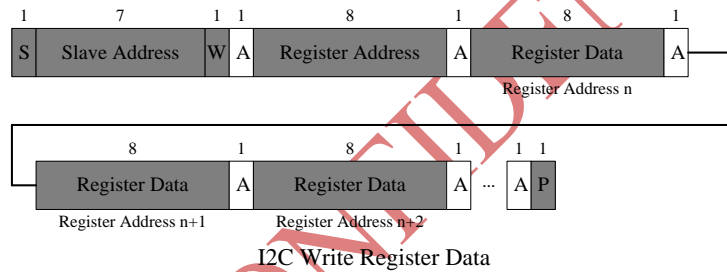 1 7 1 1 8 1 8 1
S Slave Address W A Register Address A Register Data A
Register Address n
8 1 8 1 1 1
Register Data A Register Data A ... A P
Register Address n+1 Register Address n+2
I2C Write Register Data